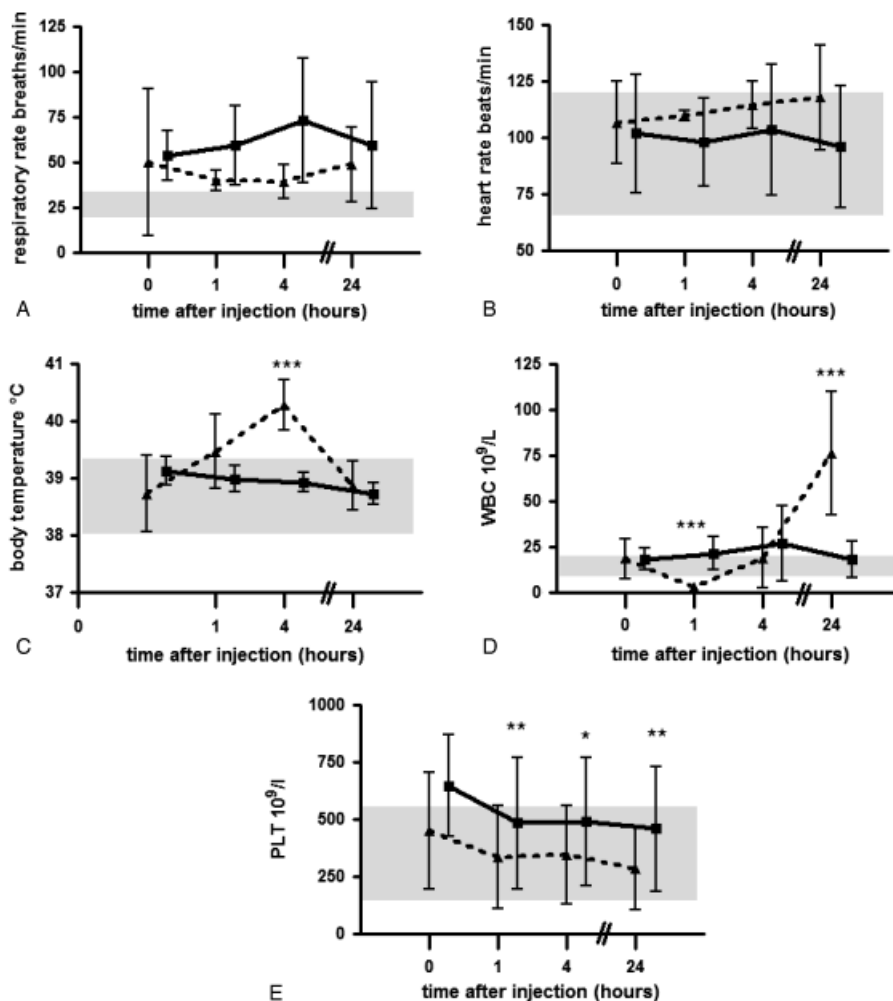 125
100
75
50
25
0
respiratory rate breaths/min
0 1 4 24
time after injection (hours)
A
150
125
100
75
50
heart rate beats/min
0 1 4 24
time after injection (hours)
B
41
40
39
38
37
body temperature °C
***
0 1 4 24
time after injection (hours)
C
125
100
75
50
25
0
WBC 10⁹/L
***
***
0 1 4 24
time after injection (hours)
D
1000
750
500
250
0
PLT 10⁹/l
** * **
0 1 4 24
time after injection (hours)
E